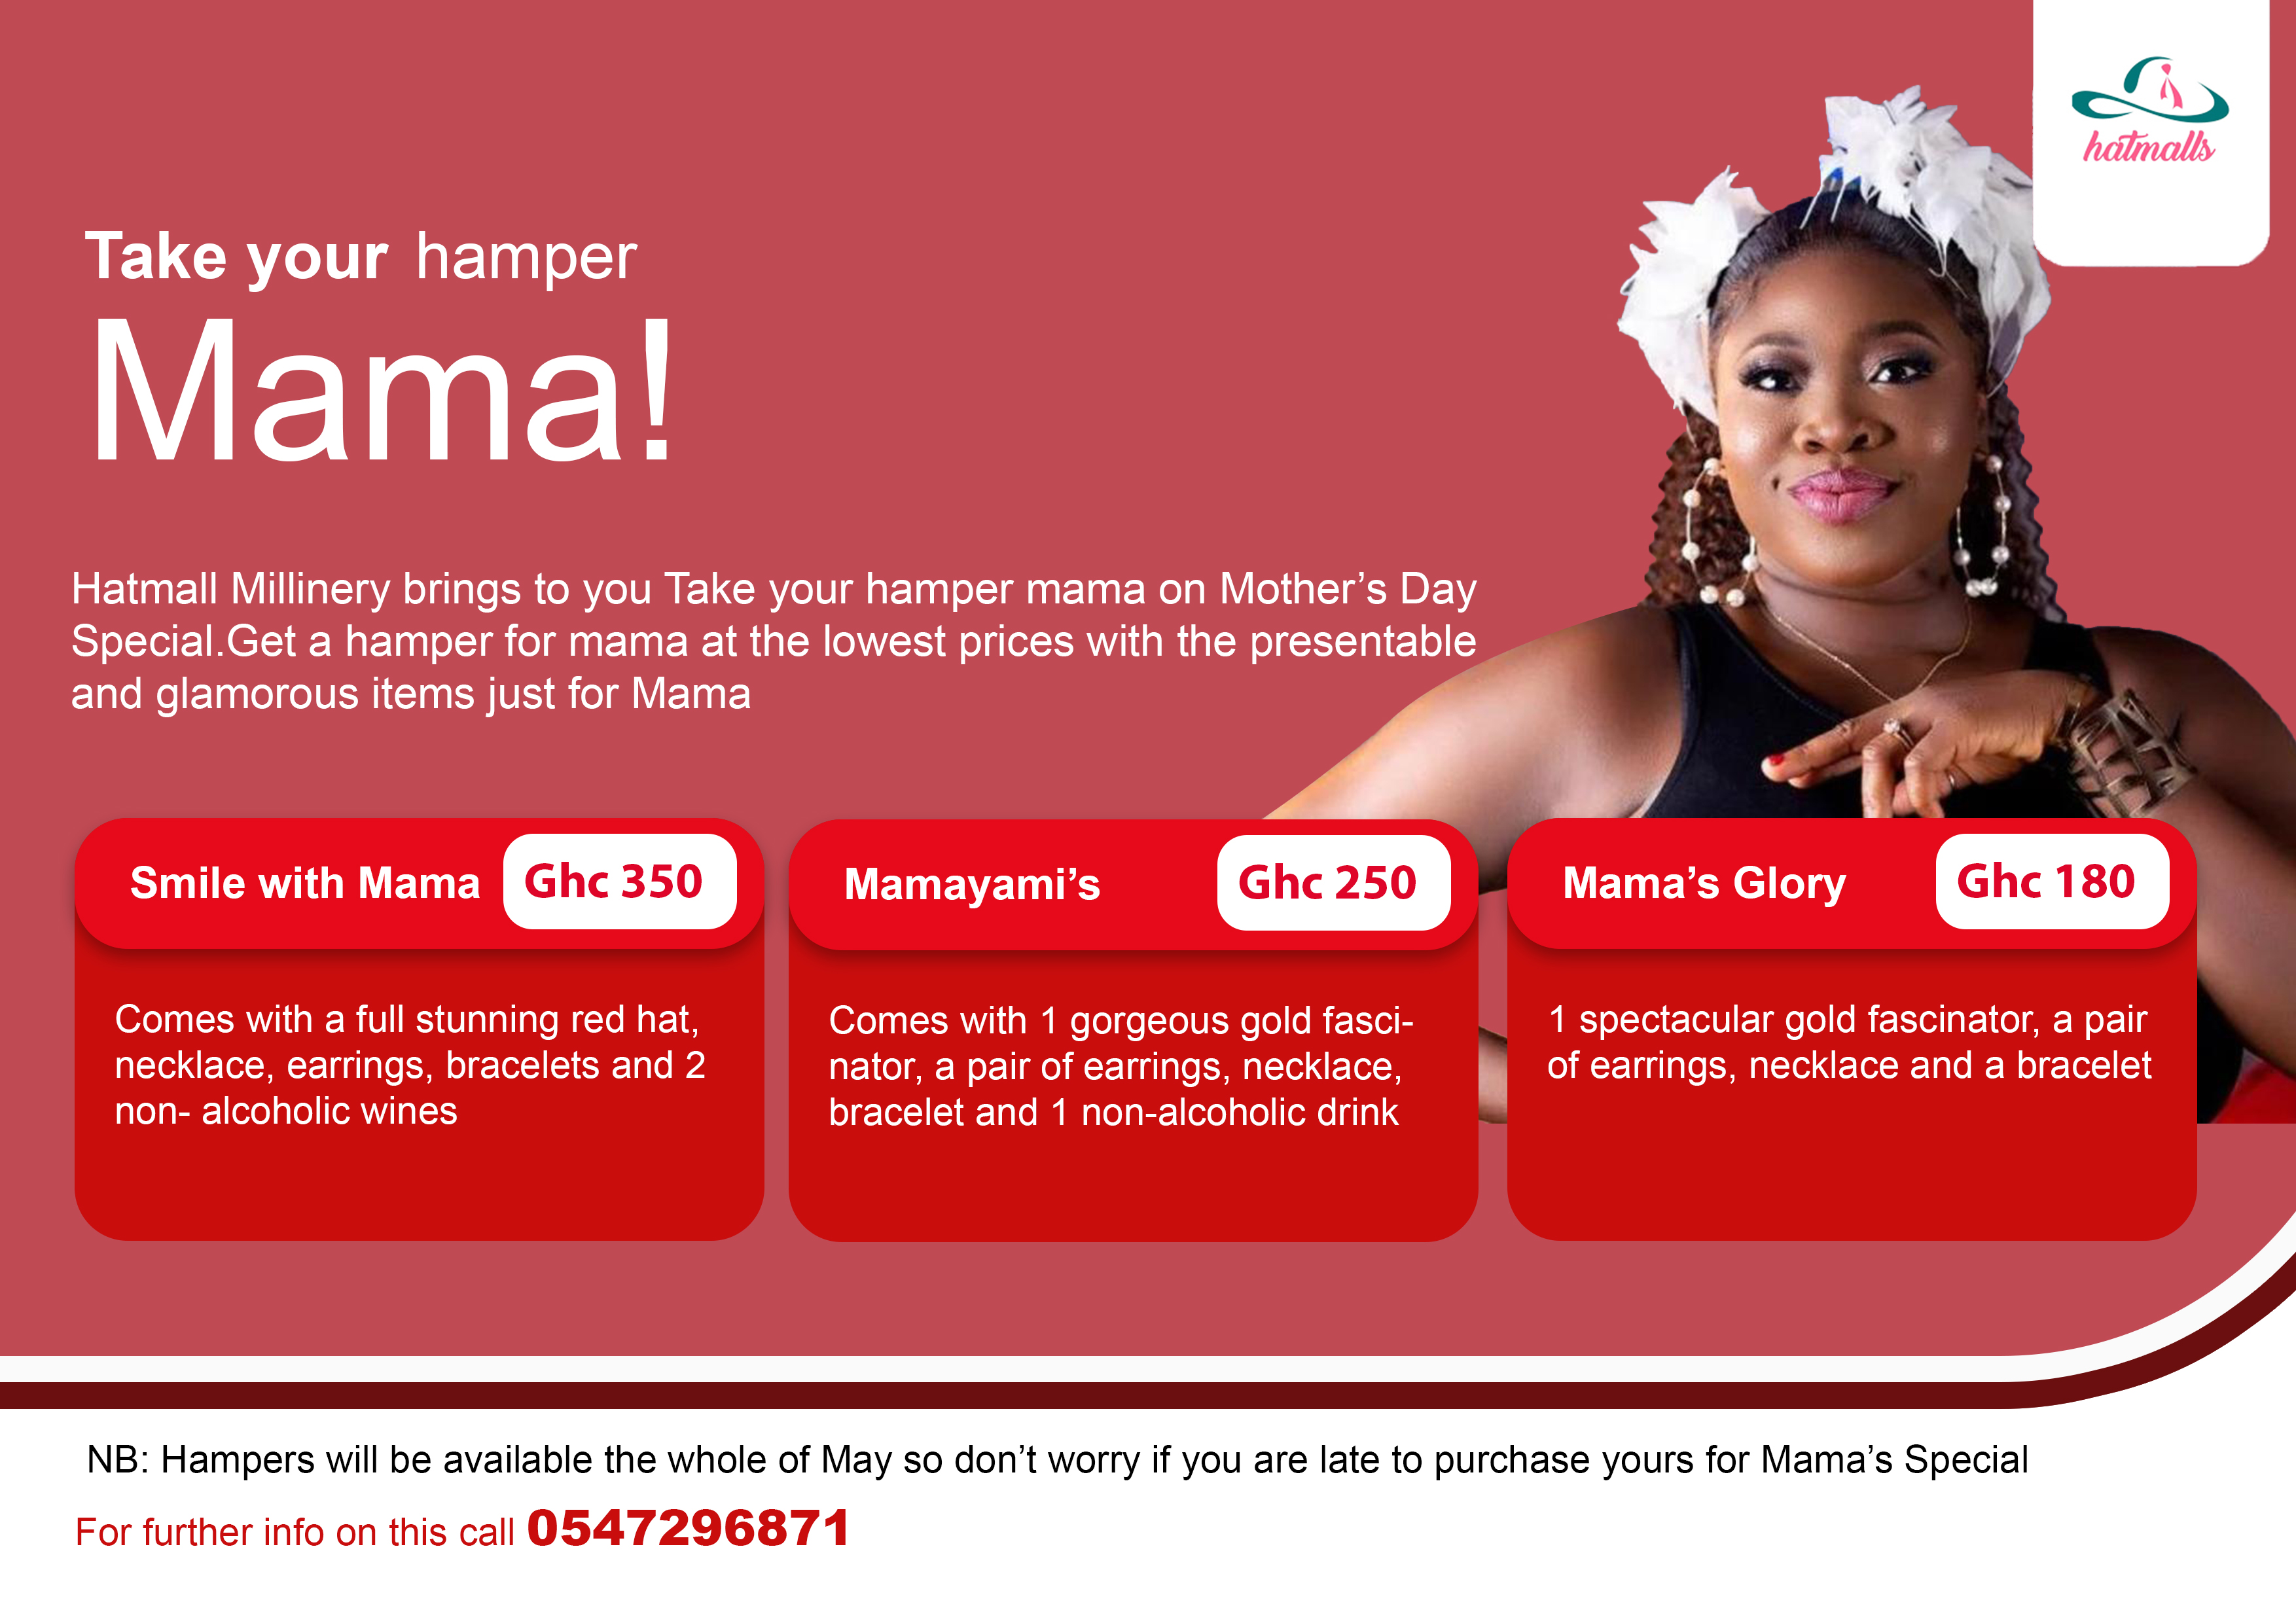 hatmalls
Take your hamper
Mama!
Hatmall Millinery brings to you Take your hamper mama on Mother’s Day
Special.Get a hamper for mama at the lowest prices with the presentable
and glamorous items just for Mama
Smile with Mama Ghc 350
Comes with a full stunning red hat,
necklace, earrings, bracelets and 2
non- alcoholic wines
Mamayami’s Ghc 250
Comes with 1 gorgeous gold fasci-
nator, a pair of earrings, necklace,
bracelet and 1 non-alcoholic drink
Mama’s Glory Ghc 180
1 spectacular gold fascinator, a pair
of earrings, necklace and a bracelet
NB: Hampers will be available the whole of May so don’t worry if you are late to purchase yours for Mama’s Special
For further info on this call 0547296871